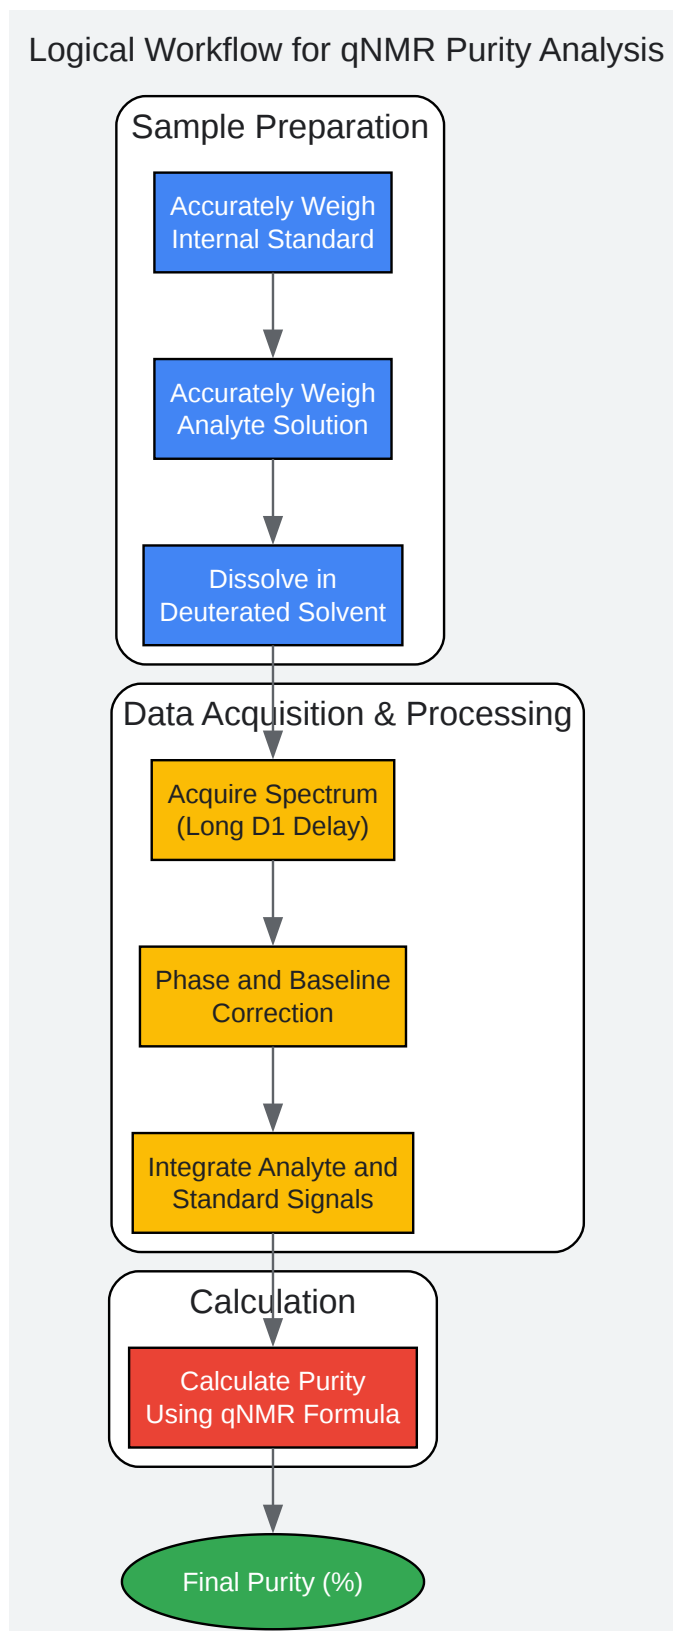 Logical Workflow for qNMR Purity Analysis
Sample Preparation
Accurately Weigh
Internal Standard
Accurately Weigh
Analyte Solution
Dissolve in
Deuterated Solvent
Data Acquisition & Processing
Acquire Spectrum
(Long D1 Delay)
Phase and Baseline
Correction
Integrate Analyte and
Standard Signals
Calculation
Calculate Purity
Using qNMR Formula
Final Purity (%)